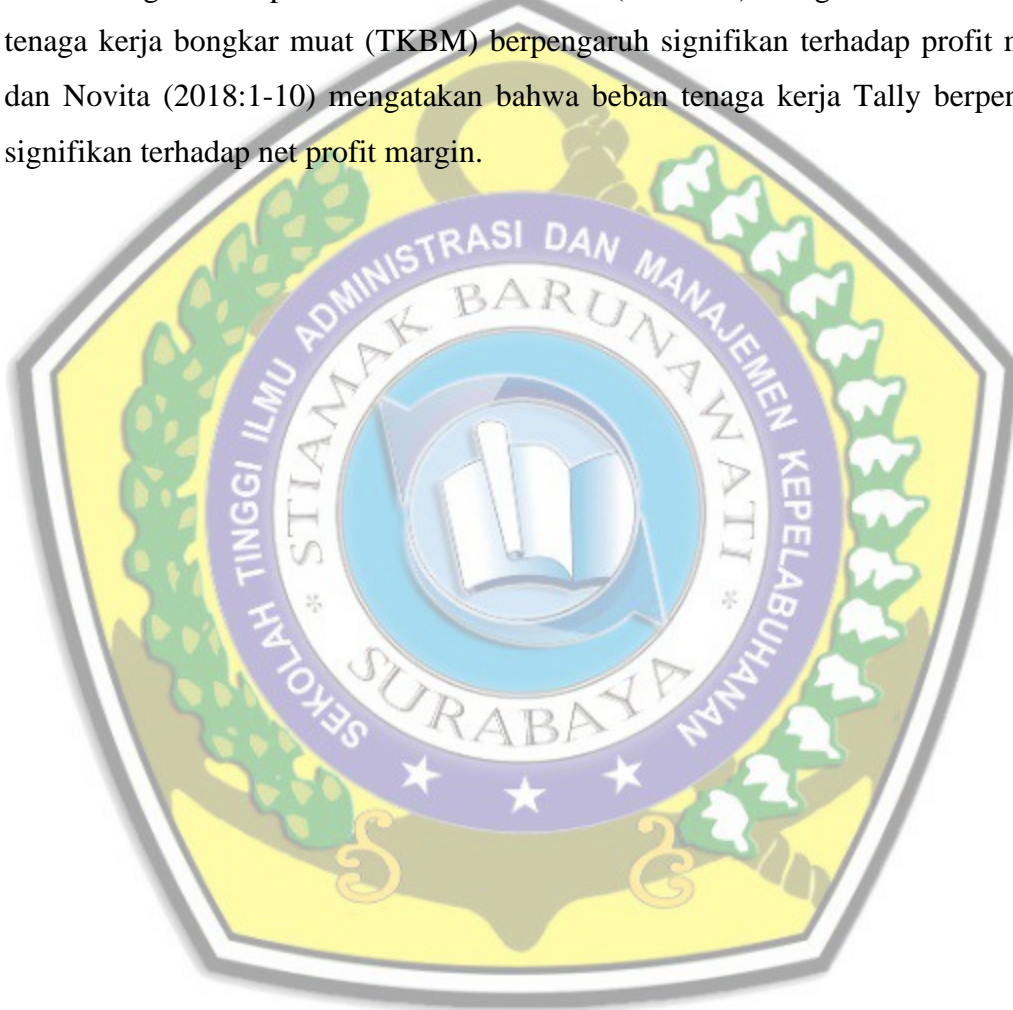 tenaga kerja bongkar muat (TKBM) berpengaruh signifikan terhadap profit
dan Novita (2018:1-10) mengatakan bahwa beban tenaga kerja Tally
signifikan terhadap net profit margin.
SEKOLAH TINGGI ILMU ADMINISTRASI DAN MANAJEMEN KEPELABUHANAN
STIAMAK BARUNAWATI
* SURABAYA *